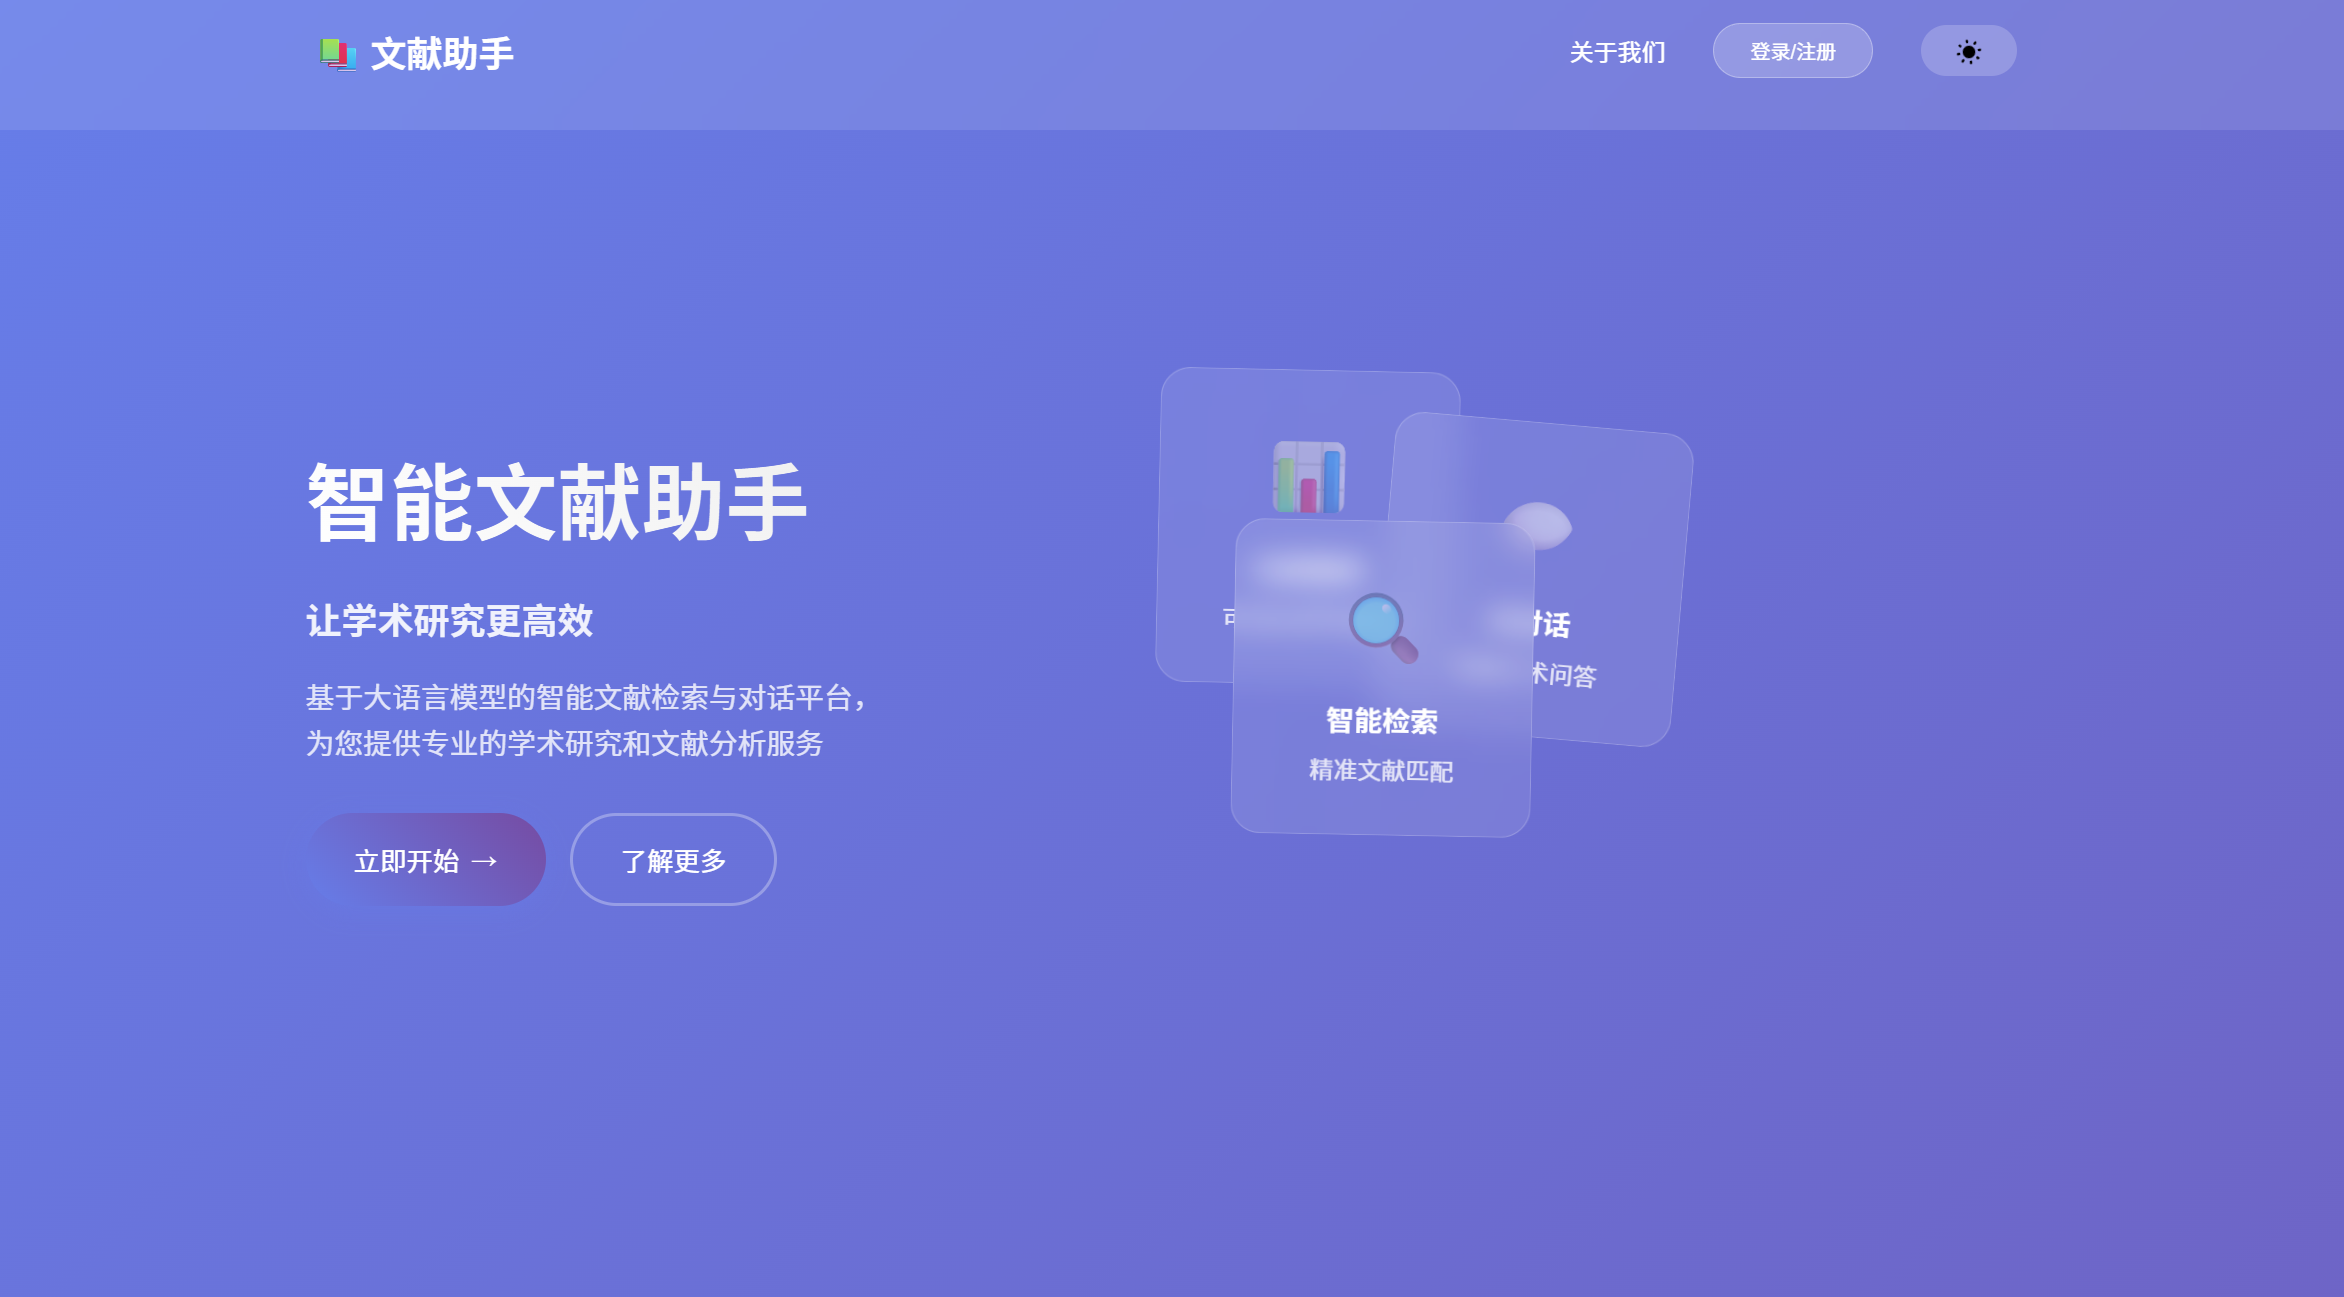 文献助手
关于我们
登录/注册
智能文献助手
让学术研究更高效
基于大语言模型的智能文献检索与对话平台，
为您提供专业的学术研究和文献分析服务
立即开始 →
了解更多
对话
术问答
智能检索
精准文献匹配